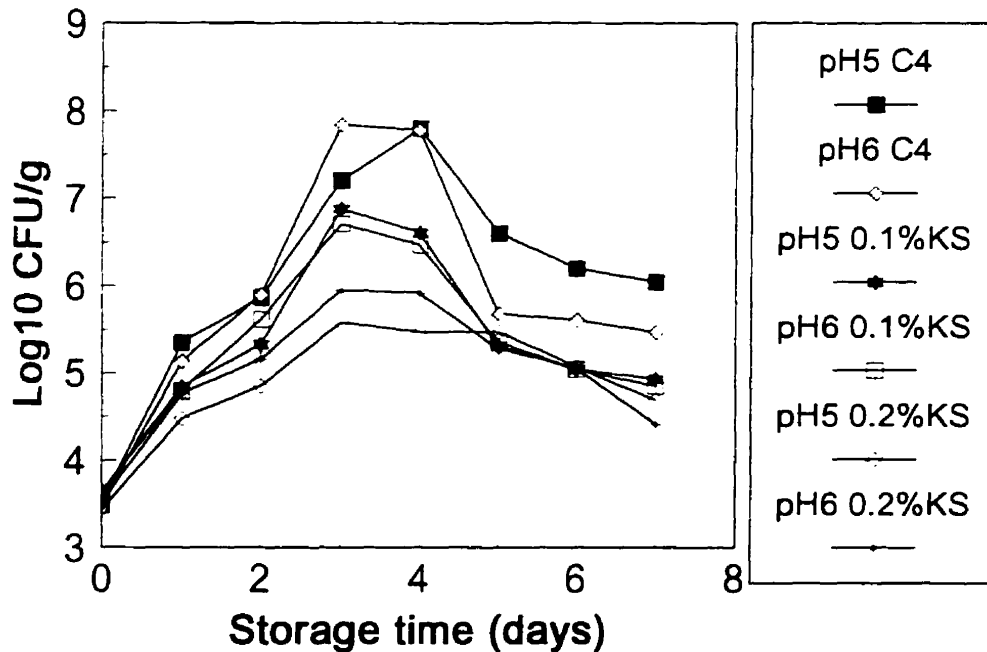 Log10 CFU/g
9
8
7
6
5
4
3
0
2
4
6
8
Storage time (days)
pH5 C4
pH6 C4
pH5 0.1%KS
pH6 0.1%KS
pH5 0.2%KS
pH6 0.2%KS